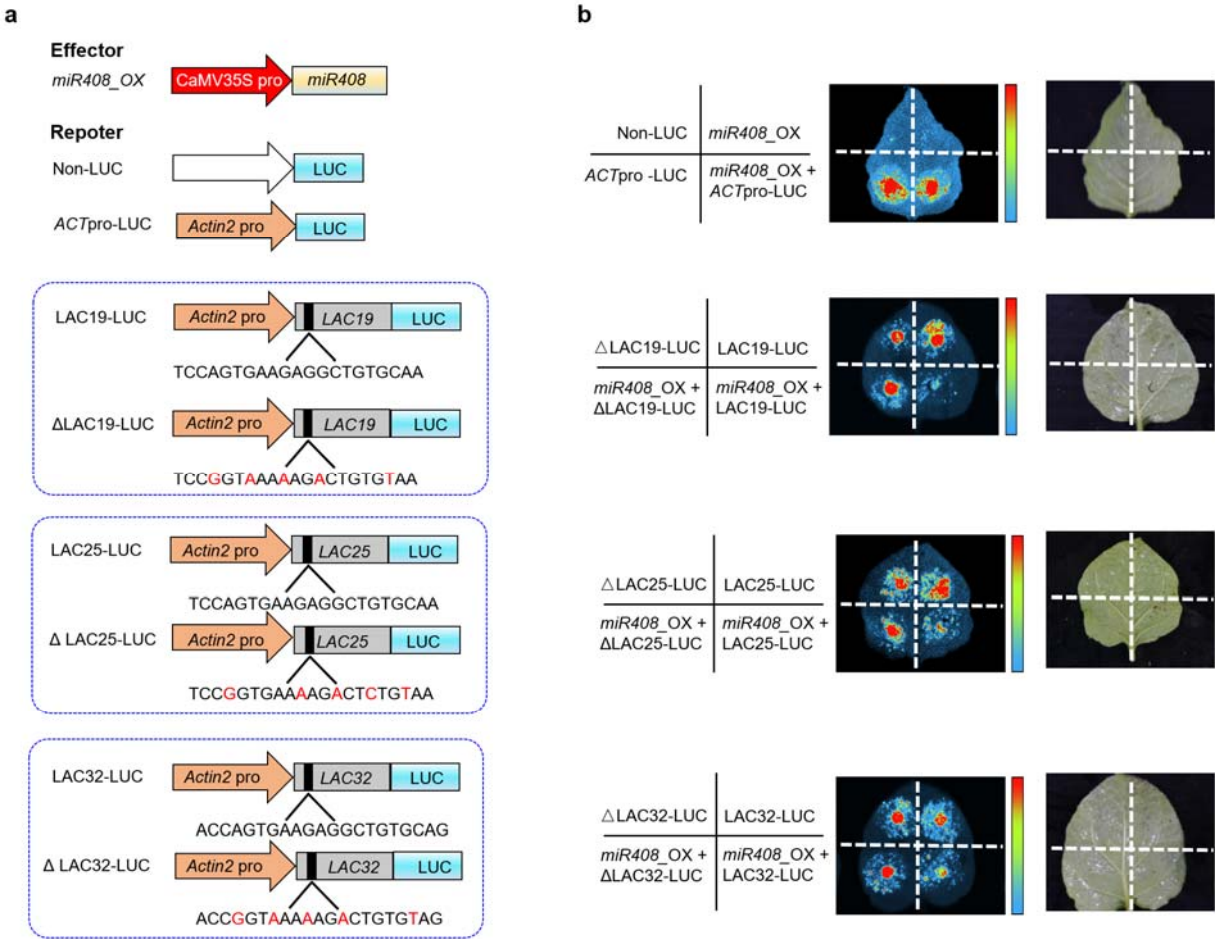 a
Effector
miR408_OX
CaMV35S pro
miR408
Repoter
Non-LUC
LUC
ACTpro-LUC
Actin2 pro
LUC
LAC19-LUC
Actin2 pro
LAC19
LUC
TCCAGTGAAGAGGCTGTGCAA
ΔLAC19-LUC
Actin2 pro
LAC19
LUC
TCCGGTAAAAAGACTGTGTAA
LAC25-LUC
Actin2 pro
LAC25
LUC
TCCAGTGAAGAGGCTGTGCAA
Δ LAC25-LUC
Actin2 pro
LAC25
LUC
TCCGGTGAAAAGACTCTGTAA
LAC32-LUC
Actin2 pro
LAC32
LUC
ACCAGTGAAGAGGCTGTGCAG
Δ LAC32-LUC
Actin2 pro
LAC32
LUC
ACCGGTAAAAAGACTGTGTAG
b
Non-LUC
miR408_OX
ACTpro -LUC
miR408_OX +
ACTpro-LUC
△LAC19-LUC
LAC19-LUC
miR408_OX +
ΔLAC19-LUC
miR408_OX +
LAC19-LUC
△LAC25-LUC
LAC25-LUC
miR408_OX +
ΔLAC25-LUC
miR408_OX +
LAC25-LUC
△LAC32-LUC
LAC32-LUC
miR408_OX +
ΔLAC32-LUC
miR408_OX +
LAC32-LUC